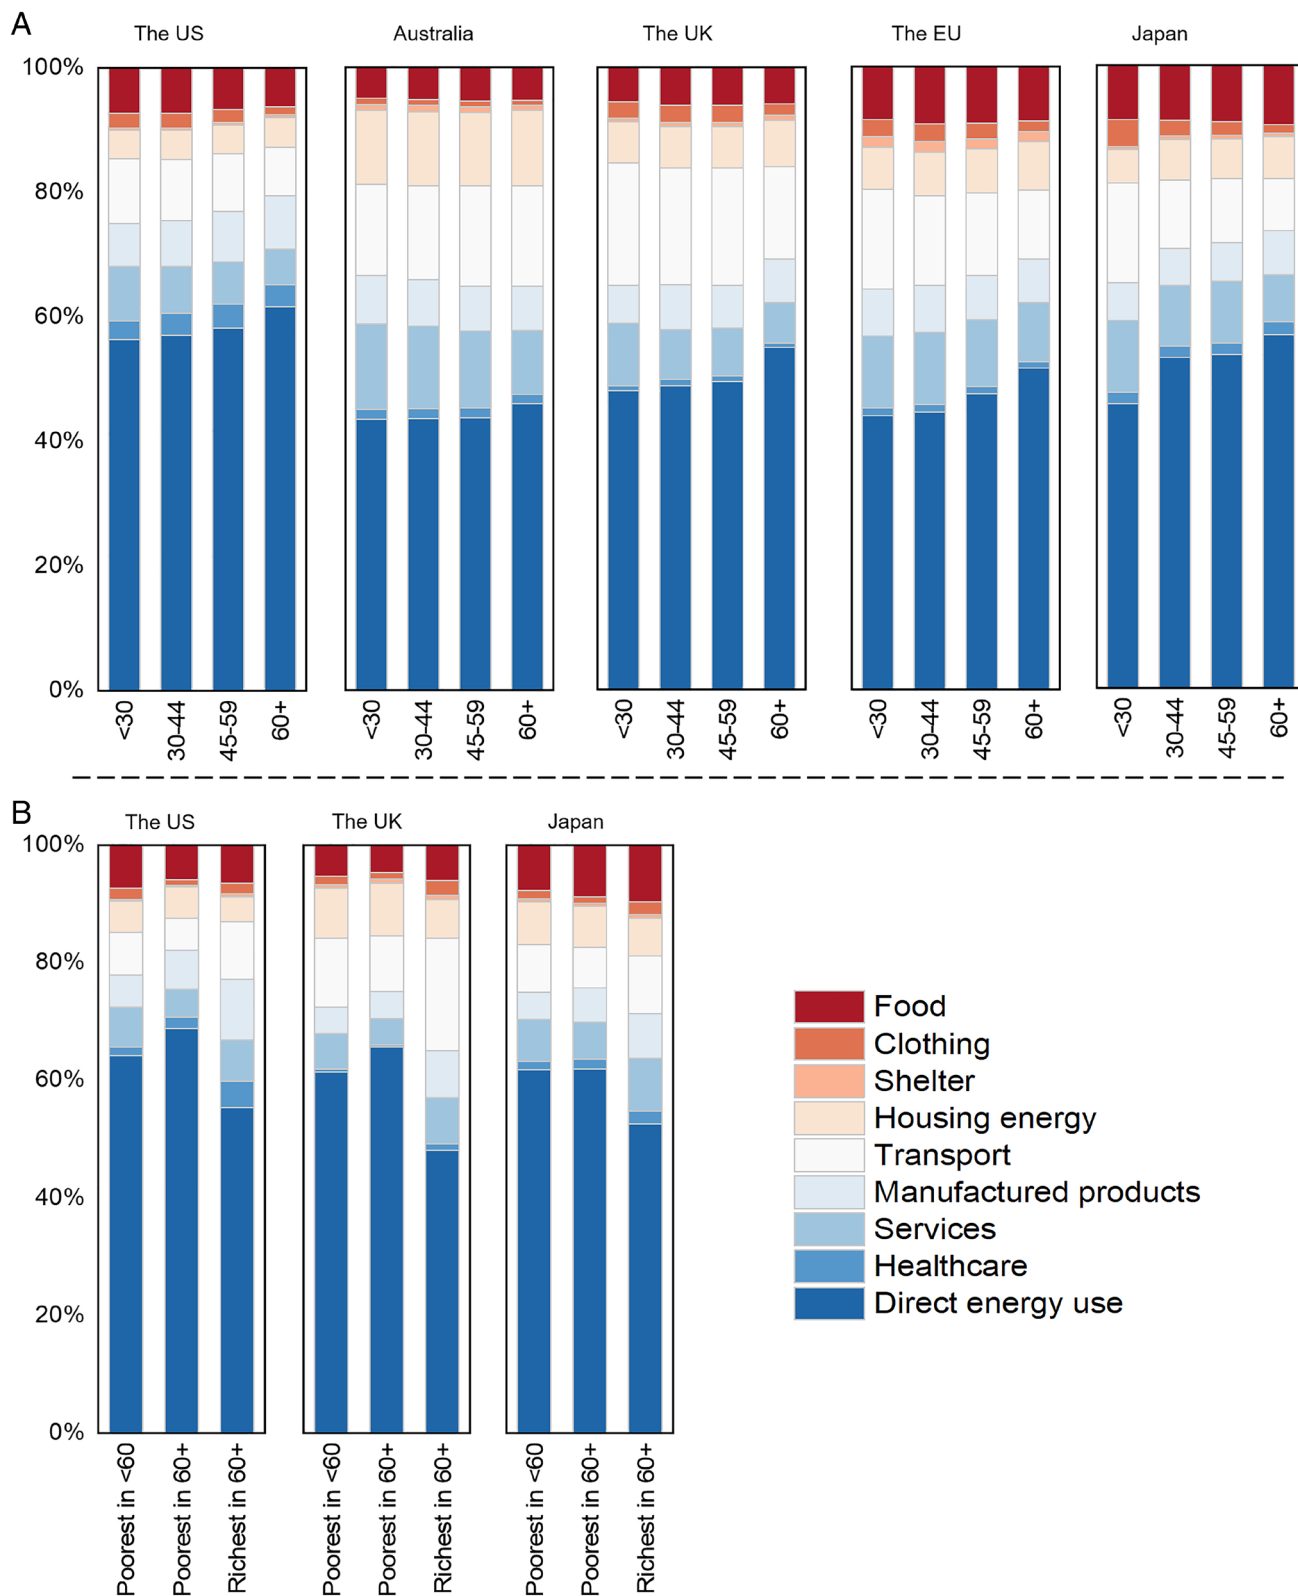 A
The US
Australia
The UK
The EU
Japan
100%
80%
60%
40%
20%
0%
<30
30-44
45-59
60+
<30
30-44
45-59
60+
<30
30-44
45-59
60+
<30
30-44
45-59
60+
<30
30-44
45-59
60+
B
The US
The UK
Japan
100%
80%
60%
40%
20%
0%
Poorest in <60
Poorest in 60+
Richest in 60+
Poorest in <60
Poorest in 60+
Richest in 60+
Poorest in <60
Poorest in 60+
Richest in 60+
Food
Clothing
Shelter
Housing energy
Transport
Manufactured products
Services
Healthcare
Direct energy use